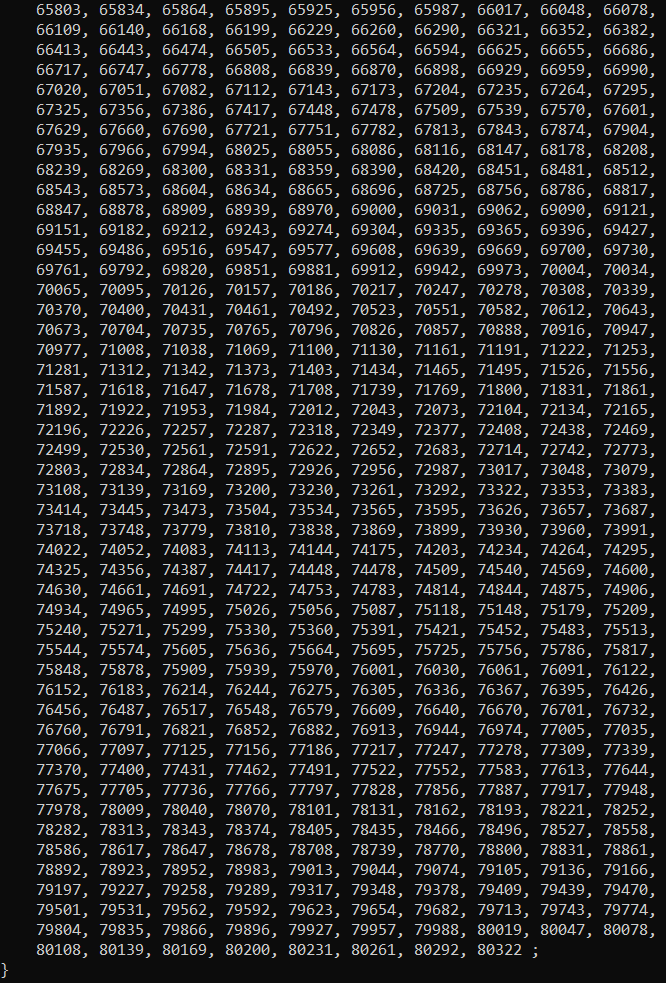 65803, 65834, 65864, 65895, 65925, 65956, 65987, 66017, 66048, 66078,
66109, 66140, 66168, 66199, 66229, 66260, 66290, 66321, 66352, 66382,
66413, 66443, 66474, 66505, 66533, 66564, 66594, 66625, 66655, 66686,
66717, 66747, 66778, 66808, 66839, 66870, 66898, 66929, 66959, 66990,
67020, 67051, 67082, 67112, 67143, 67173, 67204, 67235, 67264, 67295,
67325, 67356, 67386, 67417, 67448, 67478, 67509, 67539, 67570, 67601,
67629, 67660, 67690, 67721, 67751, 67782, 67813, 67843, 67874, 67904,
67935, 67966, 67994, 68025, 68055, 68086, 68116, 68147, 68178, 68208,
68239, 68269, 68300, 68331, 68359, 68390, 68420, 68451, 68481, 68512,
68543, 68573, 68604, 68634, 68665, 68696, 68725, 68756, 68786, 68817,
68847, 68878, 68909, 68939, 68970, 69000, 69031, 69062, 69090, 69121,
69151, 69182, 69212, 69243, 69274, 69304, 69335, 69365, 69396, 69427,
69455, 69486, 69516, 69547, 69577, 69608, 69639, 69669, 69700, 69730,
69761, 69792, 69820, 69851, 69881, 69912, 69942, 69973, 70004, 70034,
70065, 70095, 70126, 70157, 70186, 70217, 70247, 70278, 70308, 70339,
70370, 70400, 70431, 70461, 70492, 70523, 70551, 70582, 70612, 70643,
70673, 70704, 70735, 70765, 70796, 70826, 70857, 70888, 70916, 70947,
70977, 71008, 71038, 71069, 71100, 71130, 71161, 71191, 71222, 71253,
71281, 71312, 71342, 71373, 71403, 71434, 71465, 71495, 71526, 71556,
71587, 71618, 71647, 71678, 71708, 71739, 71769, 71800, 71831, 71861,
71892, 71922, 71953, 71984, 72012, 72043, 72073, 72104, 72134, 72165,
72196, 72226, 72257, 72287, 72318, 72349, 72377, 72408, 72438, 72469,
72499, 72530, 72561, 72591, 72622, 72652, 72683, 72714, 72742, 72773,
72803, 72834, 72864, 72895, 72926, 72956, 72987, 73017, 73048, 73079,
73108, 73139, 73169, 73200, 73230, 73261, 73292, 73322, 73353, 73383,
73414, 73445, 73473, 73504, 73534, 73565, 73595, 73626, 73657, 73687,
73718, 73748, 73779, 73810, 73838, 73869, 73899, 73930, 73960, 73991,
74022, 74052, 74083, 74113, 74144, 74175, 74203, 74234, 74264, 74295,
74325, 74356, 74387, 74417, 74448, 74478, 74509, 74540, 74569, 74600,
74630, 74661, 74691, 74722, 74753, 74783, 74814, 74844, 74875, 74906,
74934, 74965, 74995, 75026, 75056, 75087, 75118, 75148, 75179, 75209,
75240, 75271, 75299, 75330, 75360, 75391, 75421, 75452, 75483, 75513,
75544, 75574, 75605, 75636, 75664, 75695, 75725, 75756, 75786, 75817,
75848, 75878, 75909, 75939, 75970, 76001, 76030, 76061, 76091, 76122,
76152, 76183, 76214, 76244, 76275, 76305, 76336, 76367, 76395, 76426,
76456, 76487, 76517, 76548, 76579, 76609, 76640, 76670, 76701, 76732,
76760, 76791, 76821, 76852, 76882, 76913, 76944, 76974, 77005, 77035,
77066, 77097, 77125, 77156, 77186, 77217, 77247, 77278, 77309, 77339,
77370, 77400, 77431, 77462, 77491, 77522, 77552, 77583, 77613, 77644,
77675, 77705, 77736, 77766, 77797, 77828, 77856, 77887, 77917, 77948,
77978, 78009, 78040, 78070, 78101, 78131, 78162, 78193, 78221, 78252,
78282, 78313, 78343, 78374, 78405, 78435, 78466, 78496, 78527, 78558,
78586, 78617, 78647, 78678, 78708, 78739, 78770, 78800, 78831, 78861,
78892, 78923, 78952, 78983, 79013, 79044, 79074, 79105, 79136, 79166,
79197, 79227, 79258, 79289, 79317, 79348, 79378, 79409, 79439, 79470,
79501, 79531, 79562, 79592, 79623, 79654, 79682, 79713, 79743, 79774,
79804, 79835, 79866, 79896, 79927, 79957, 79988, 80019, 80047, 80078,
80108, 80139, 80169, 80200, 80231, 80261, 80292, 80322 ;
}